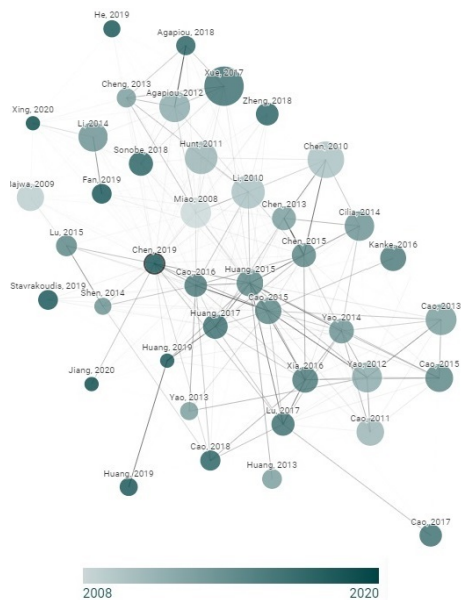 He, 2019
Agapiou, 2018
Xue, 2017
Cheng, 2013
Agapiou, 2012
Zheng, 2018
Xing, 2020
Li, 2014
Hunt, 2011
Chen, 2010
Sonobe, 2018
Fan, 2019
Li, 2010
lajwa, 2009
Miao, 2008
Chen, 2013
Cilia, 2014
Lu, 2015
Chen, 2019
Chen, 2015
Kanke, 2016
Cao, 2016
Huang, 2015
Stavrakoudis, 2019
Shen, 2014
Cao, 2015
Cao, 2013
Huang, 2017
Yao, 2014
Huang, 2019
Jiang, 2020
Xia, 2016
Yao, 2012
Cao, 2015
Yao, 2013
Lu, 2017
Cao, 2011
Cao, 2018
Huang, 2013
Huang, 2019
Cao, 2017
2008
2020